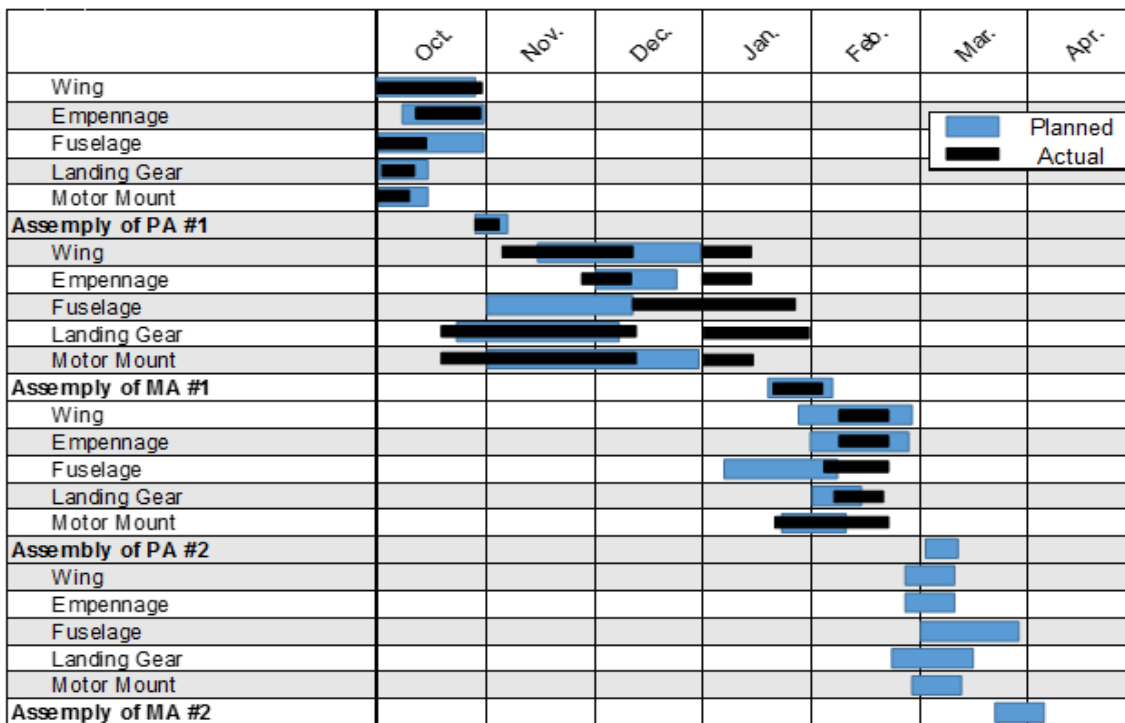 Oct. Nov. Dec. Jan. Feb. Mar. Apr.
Wing
Empennage
Planned
Fuselage
Actual
Landing Gear
Motor Mount
Assembly of PA #1
Wing
Empennage
Fuselage
Landing Gear
Motor Mount
Assembly of MA #1
Wing
Empennage
Fuselage
Landing Gear
Motor Mount
Assembly of PA #2
Wing
Empennage
Fuselage
Landing Gear
Motor Mount
Assembly of MA #2